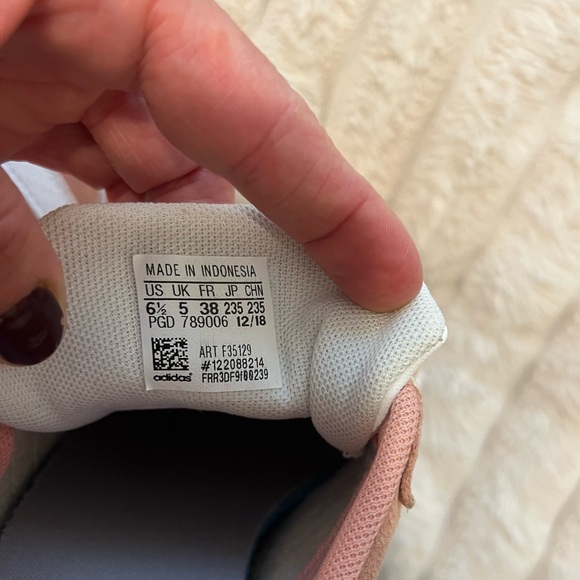 MADE IN INDONESIA
US UK FR JP CHN
6½ 5 38 235 235
PGD 789006 12/18
ART F35129
#122088214
adidas FRR3DF9f00239